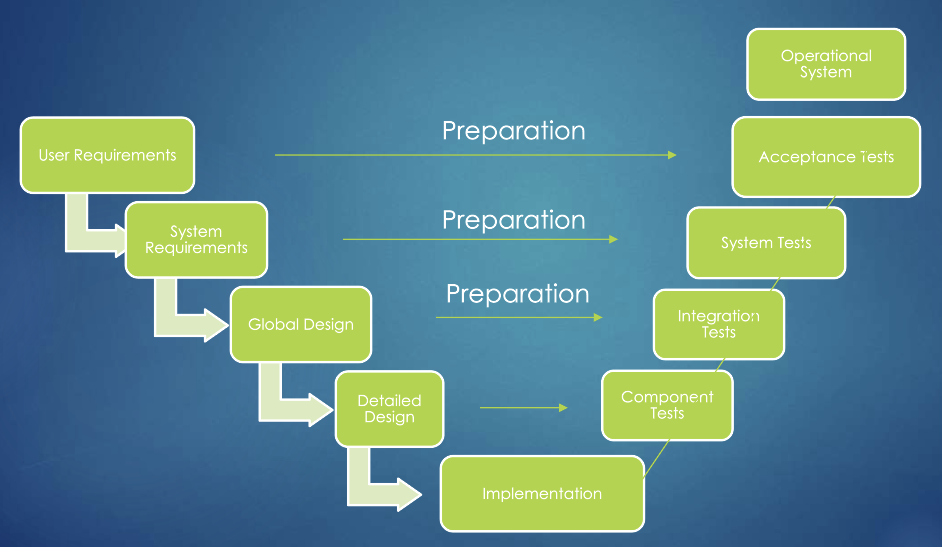 Operational
System
Preparation
User Requirements
Acceptance Tests
Preparation
System
Requirements
System Tests
Preparation
Global Design
Integration
Tests
Detailed
Design
Component
Tests
Implementation